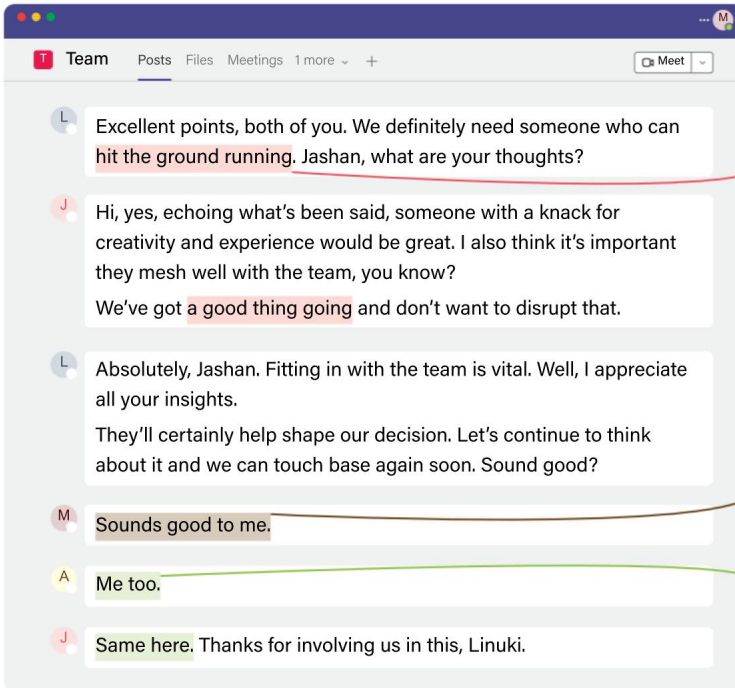 M
T Team Posts Files Meetings 1 more + Meet
L
Excellent points, both of you. We definitely need someone who can
hit the ground running. Jashan, what are your thoughts?
J
Hi, yes, echoing what's been said, someone with a knack for
creativity and experience would be great. I also think it's important
they mesh well with the team, you know?
We've got a good thing going and don't want to disrupt that.
L
Absolutely, Jashan. Fitting in with the team is vital. Well, I appreciate
all your insights.
They'll certainly help shape our decision. Let's continue to think
about it and we can touch base again soon. Sound good?
M
Sounds good to me.
A
Me too.
J
Same here. Thanks for involving us in this, Linuki.